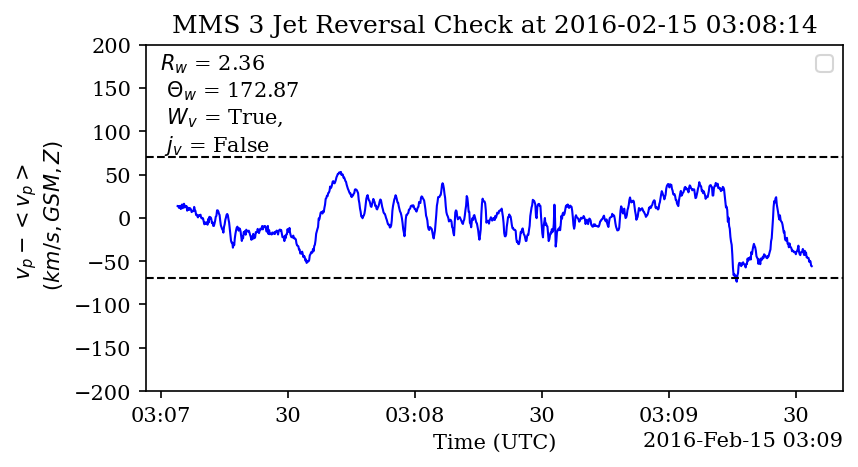 MMS 3 Jet Reversal Check at 2016-02-15 03:08:14
R_w = 2.36
Θ_w = 172.87
W_v = True,
j_v = False
v_p − < v_p >
(km/s, GSM, Z)
200
150
100
50
0
−50
−100
−150
−200
03:07 30 03:08 30 03:09 30
Time (UTC) 2016-Feb-15 03:09